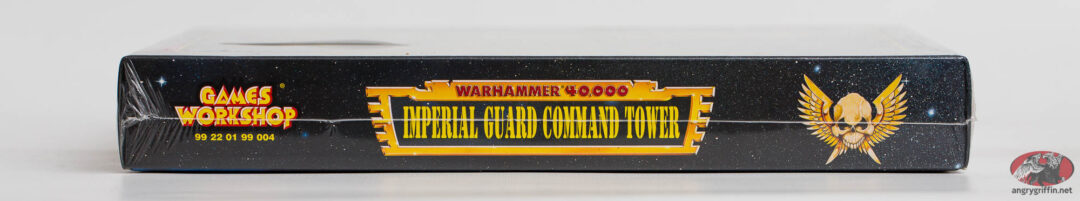 GAMES®
WORKSHOP
99 22 01 99 004
WARHAMMER 40,000
IMPERIAL GUARD COMMAND TOWER
angrygriffin.net